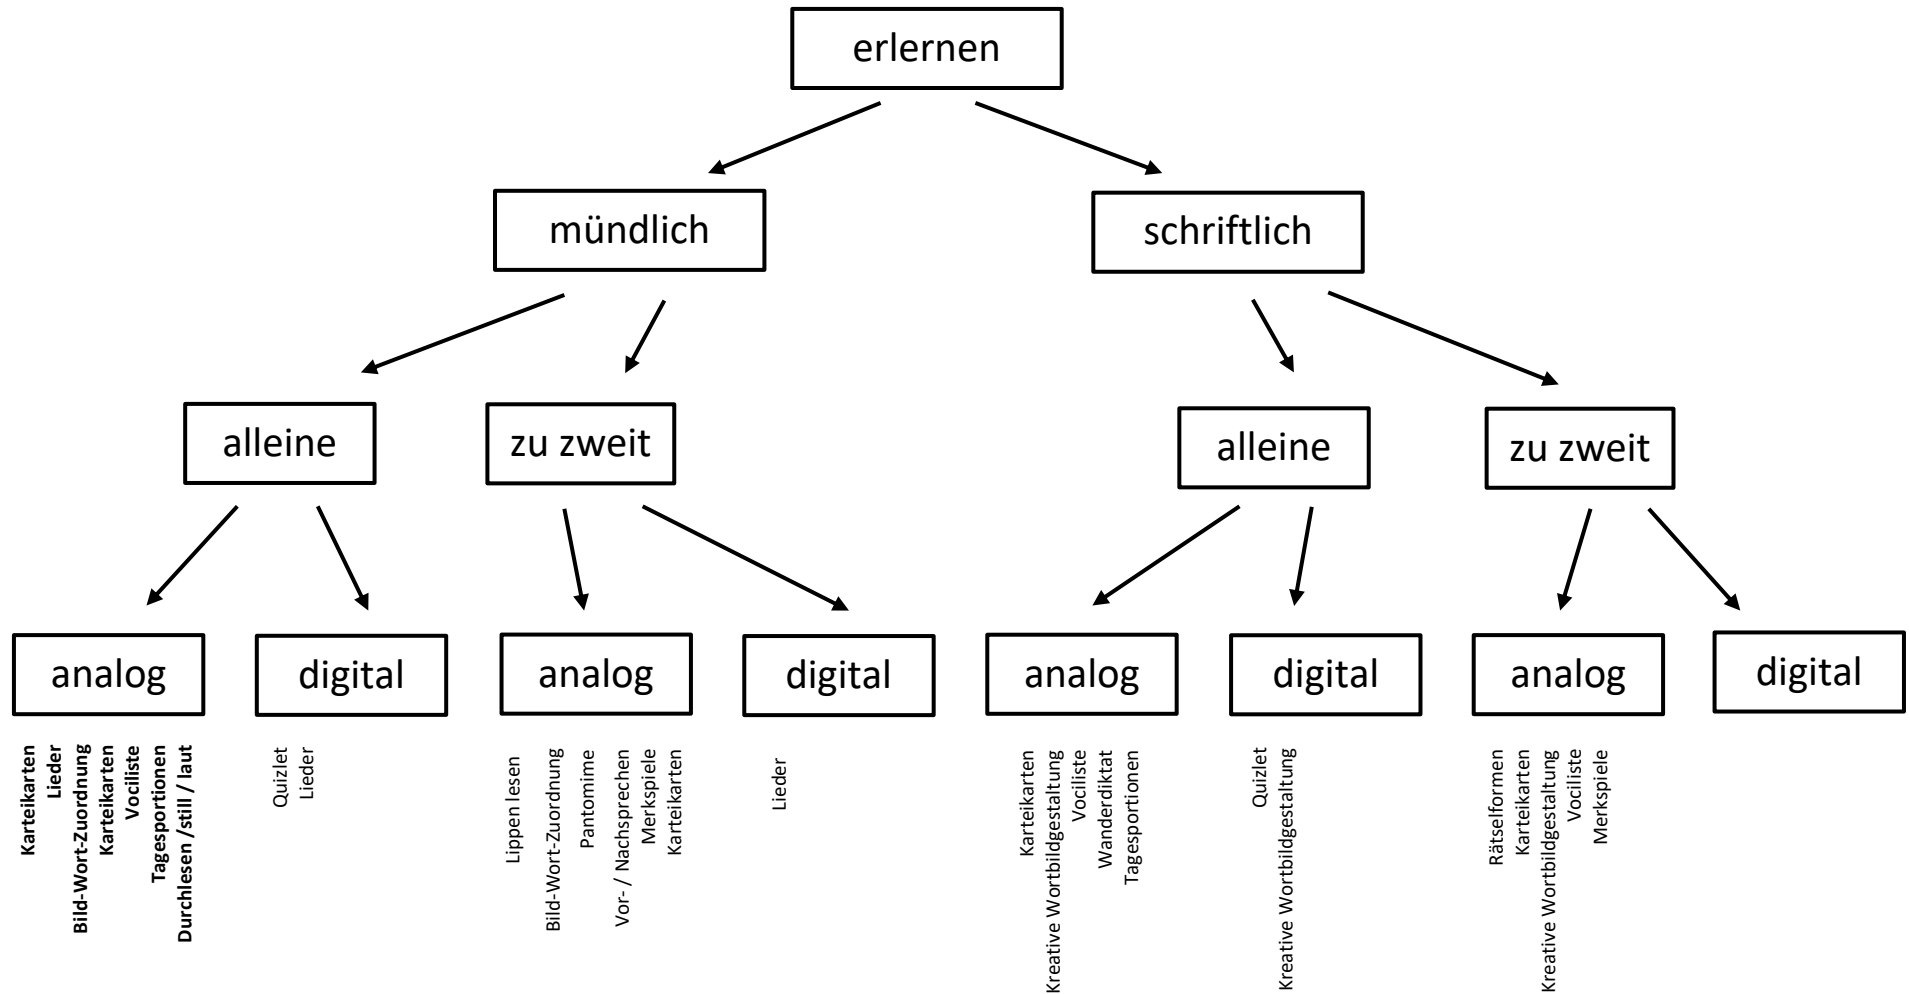 erlernen
mündlich
schriftlich
alleine
zu zweit
alleine
zu zweit
analog
digital
analog
digital
analog
digital
analog
digital
Karteikarten
Lieder
Bild-Wort-Zuordnung
Karteikarten
Vociliste
Tagesportionen
Durchlesen /still / laut
Quizlet
Lieder
Lippen lesen
Bild-Wort-Zuordnung
Pantomime
Vor- / Nachsprechen
Merkspiele
Karteikarten
Lieder
Karteikarten
Kreative Wortbildgestaltung
Vociliste
Wanderdiktat
Tagesportionen
Quizlet
Kreative Wortbildgestaltung
Rätselformen
Karteikarten
Kreative Wortbildgestaltung
Vociliste
Merkspiele